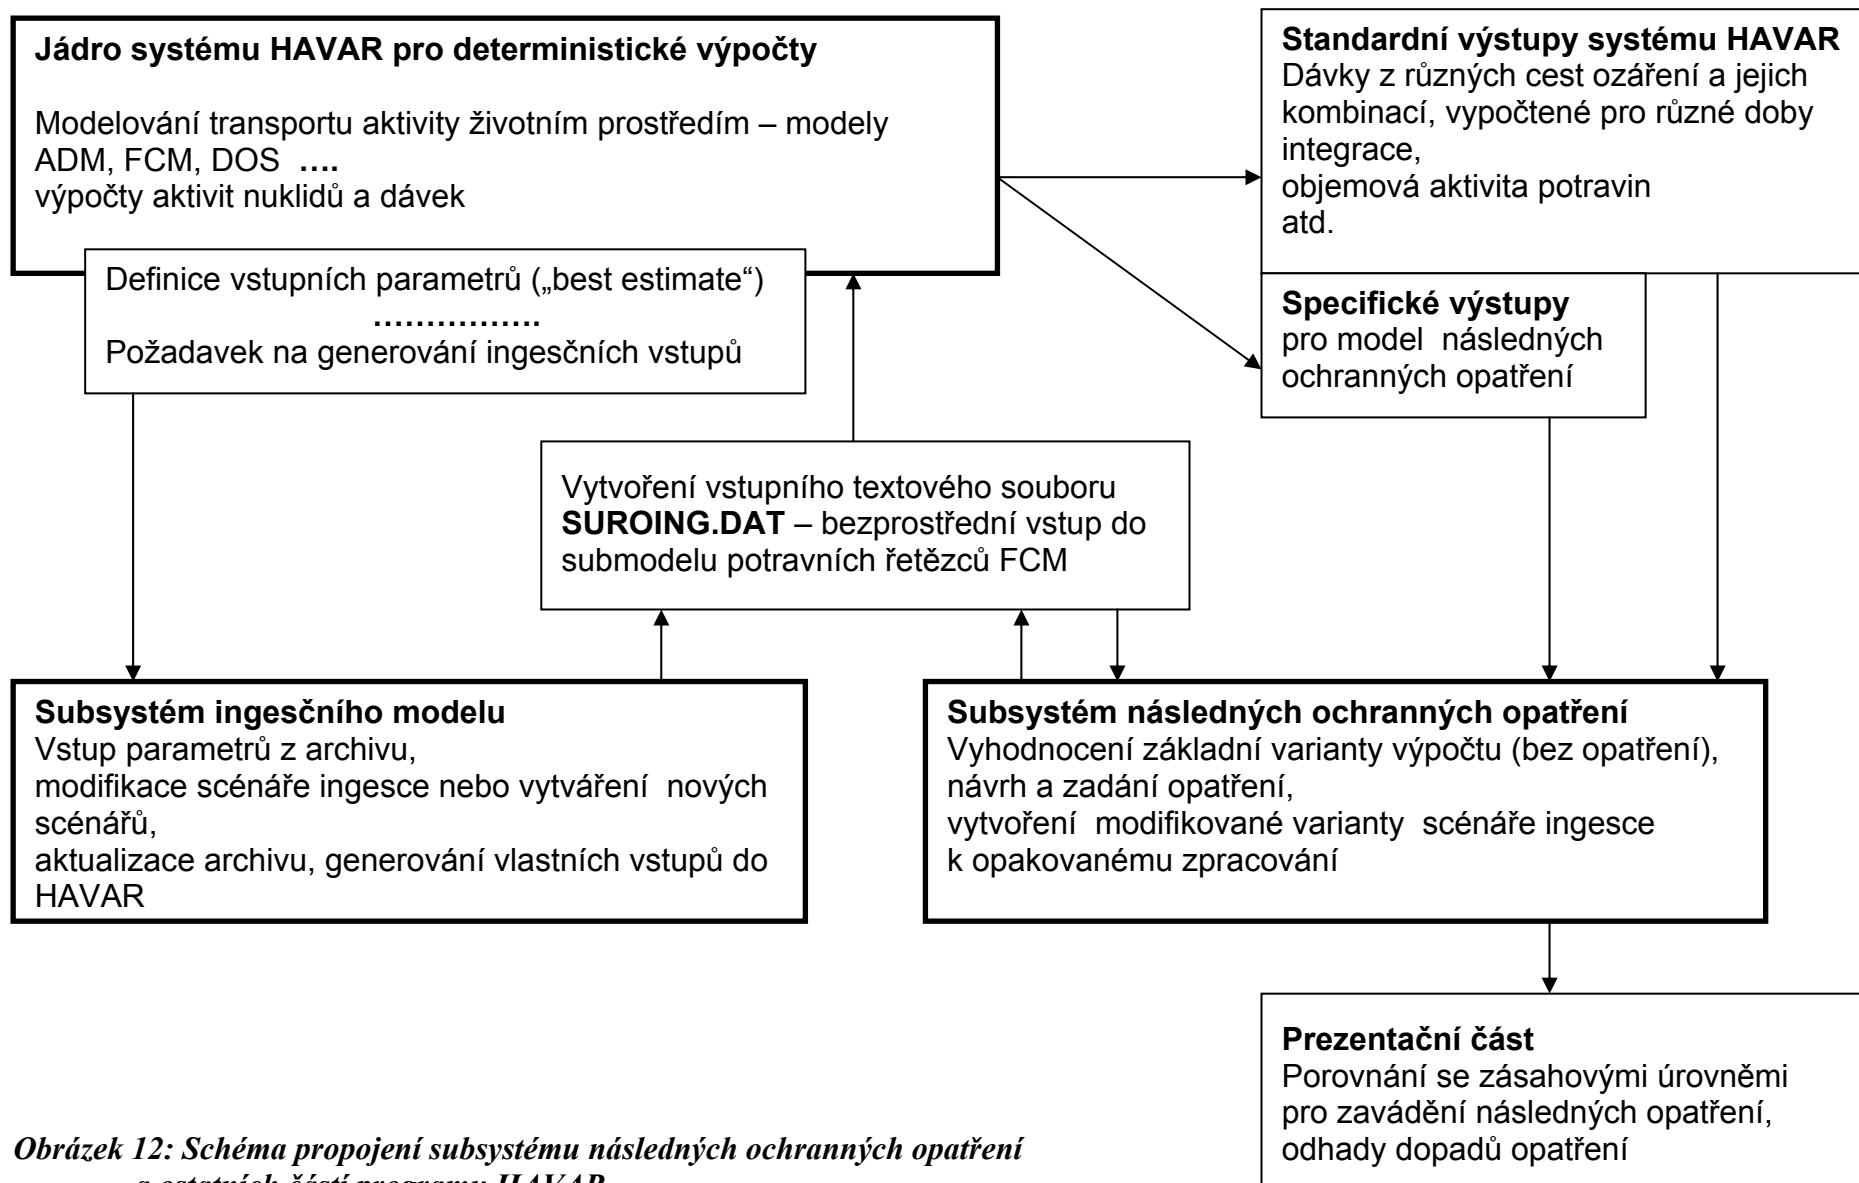 Jádro systému HAVAR pro deterministické výpočty
Modelování transportu aktivity životním prostředím – modely
ADM, FCM, DOS ....
výpočty aktivit nuklidů a dávek
Definice vstupních parametrů („best estimate“)
................
Požadavek na generování ingesčních vstupů
Standardní výstupy systému HAVAR
Dávky z různých cest ozáření a jejich
kombinací, vypočtené pro různé doby
integrace,
objemová aktivita potravin
atd.
Specifické výstupy
pro model následných
ochranných opatření
Vytvoření vstupního textového souboru
SUROING.DAT – bezprostřední vstup do
submodelu potravních řetězců FCM
Subsystém ingesčního modelu
Vstup parametrů z archivu,
modifikace scénáře ingesce nebo vytváření nových
scénářů,
aktualizace archivu, generování vlastních vstupů do
HAVAR
Subsystém následných ochranných opatření
Vyhodnocení základní varianty výpočtu (bez opatření),
návrh a zadání opatření,
vytvoření modifikované varianty scénáře ingesce
k opakovanému zpracování
Prezentační část
Porovnání se zásahovými úrovněmi
pro zavádění následných opatření,
odhady dopadů opatření
Obrázek 12: Schéma propojení subsystému následných ochranných opatření
a ostatních částí programu HAVAR